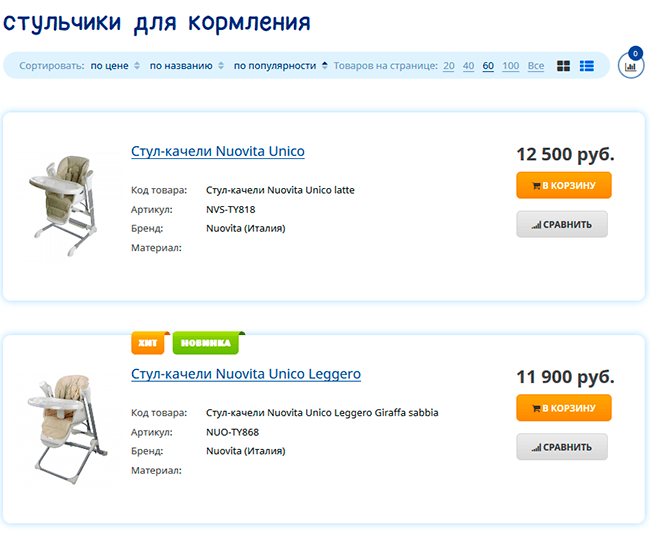 стульчики для кормления
Сортировать: по цене по названию по популярности Товаров на странице: 20 40 60 100 Все
0
Стул-качели Nuovita Unico
12 500 руб.
В КОРЗИНУ
Код товара: Стул-качели Nuovita Unico latte
Артикул: NVS-TY818
СРАВНИТЬ
Бренд: Nuovita (Италия)
Материал:
ХИТ НОВИНКА
Стул-качели Nuovita Unico Leggero
11 900 руб.
В КОРЗИНУ
Код товара: Стул-качели Nuovita Unico Leggero Giraffa sabbia
Артикул: NUO-TY868
СРАВНИТЬ
Бренд: Nuovita (Италия)
Материал: